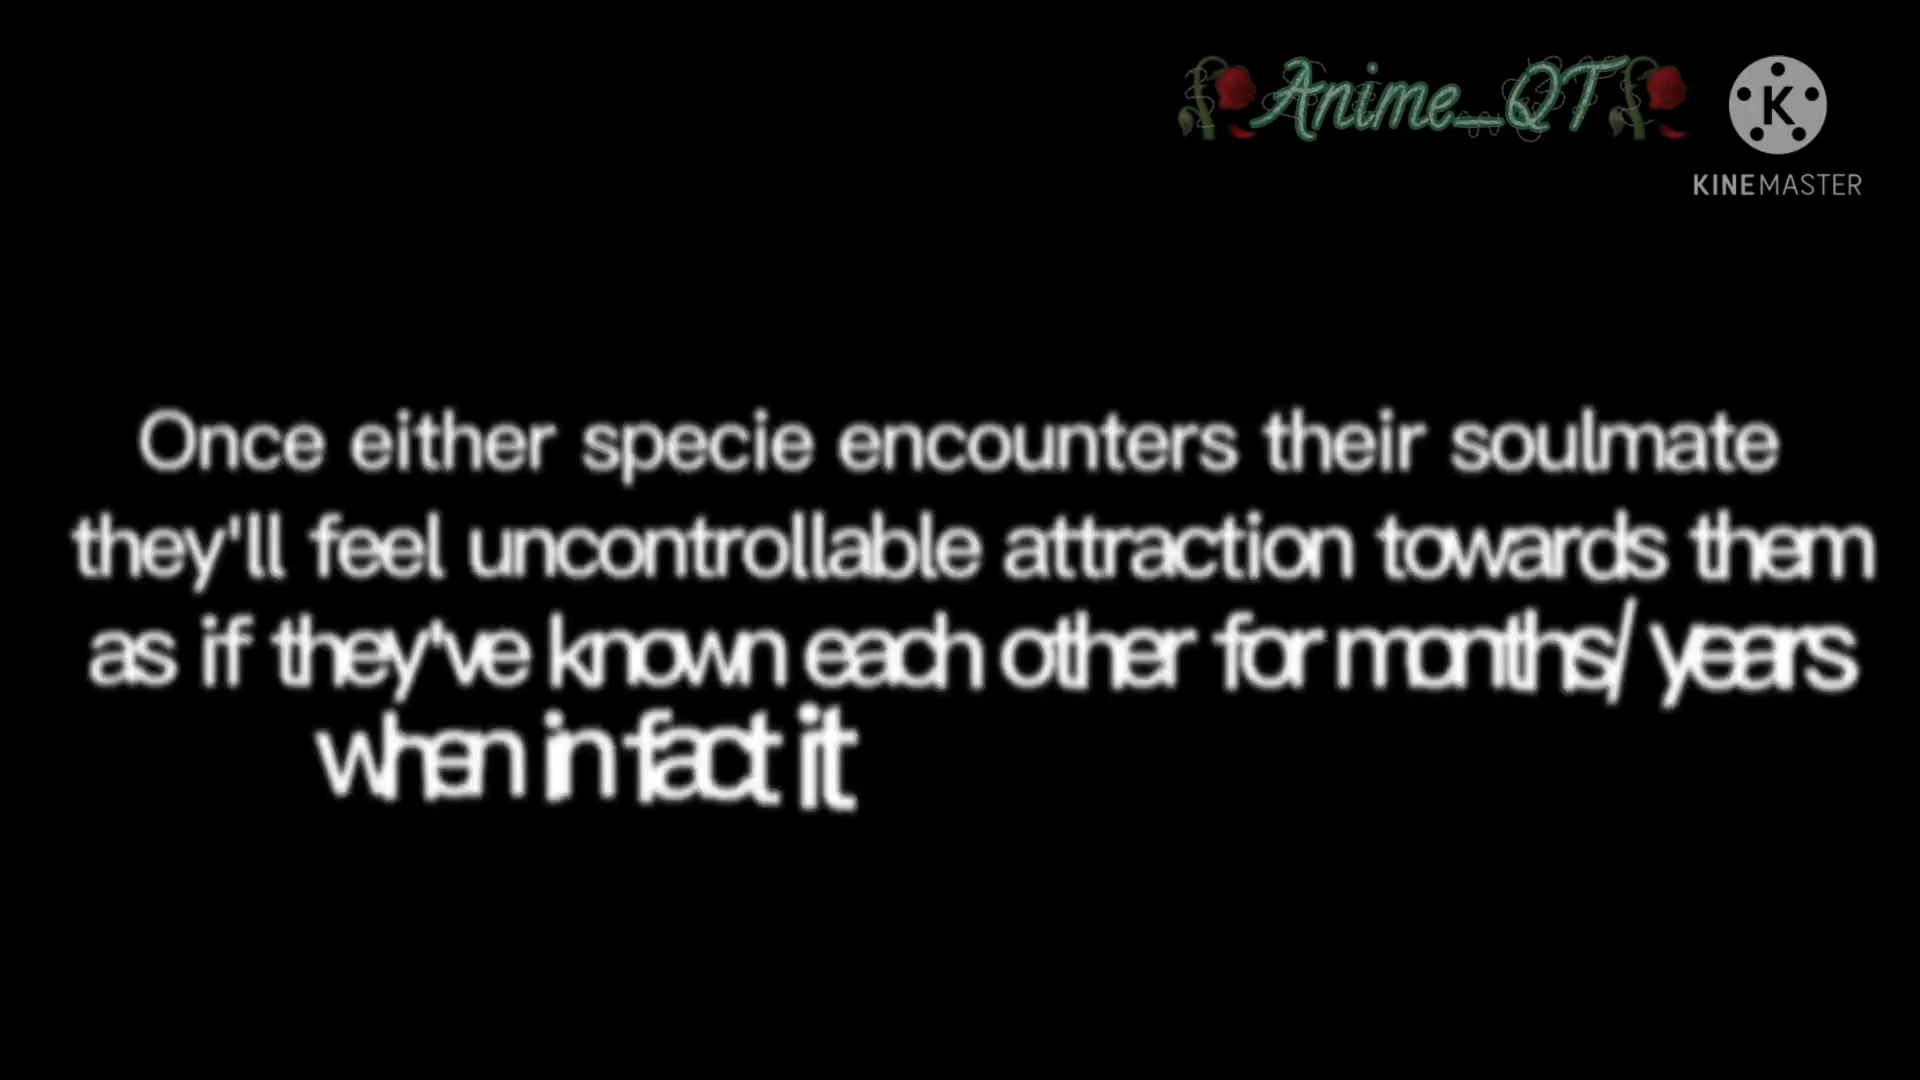 Anime_QT
K
KINEMASTER
Once either specie encounters their soulmate
they'll feel uncontrollable attraction towards them
as if they've known each other for months/ years
when in fact it